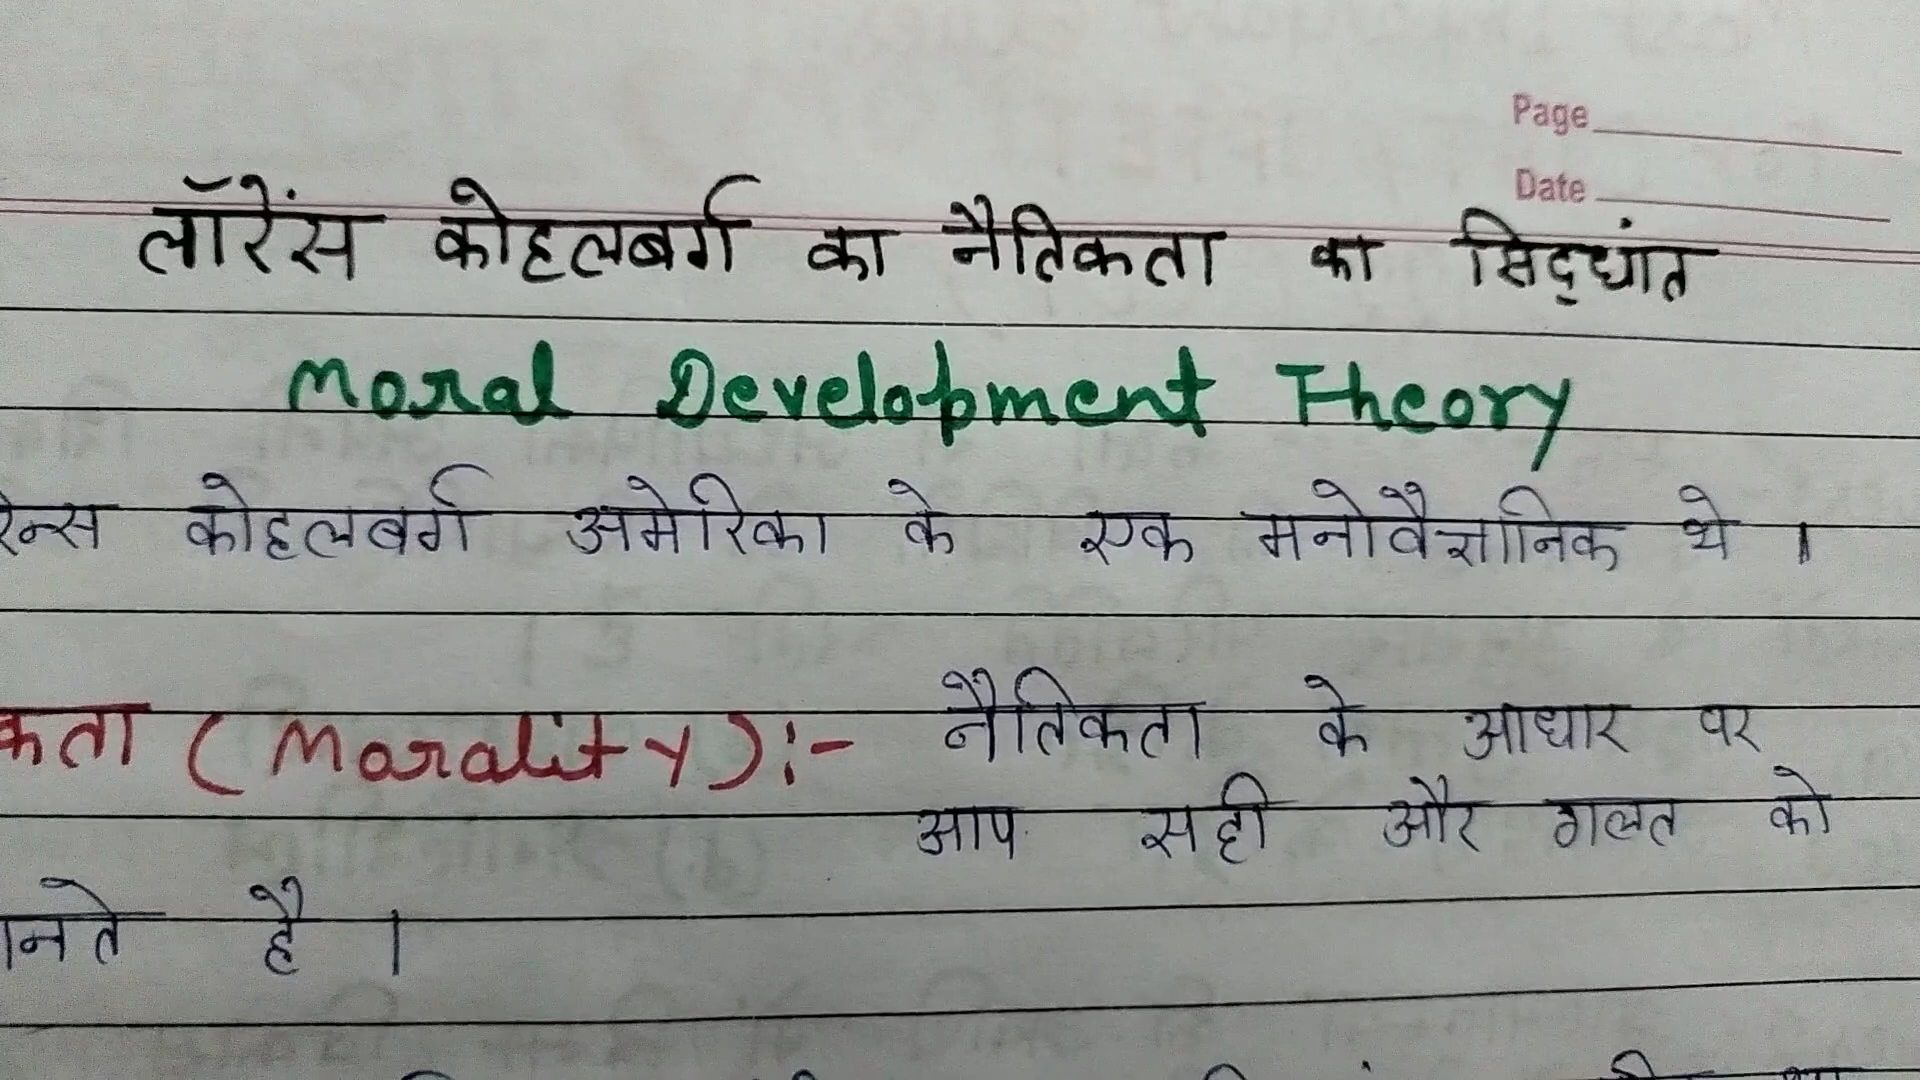 Page
Date
लॉरेंस कोहलबर्ग का नैतिकता का सिद्धांत
Moral Development Theory
रेन्स कोहलबर्ग अमेरिका के एक मनोवैज्ञानिक थे ।
कता (Morality):- नैतिकता के आधार पर
आप सही और गलत को
नते है ।